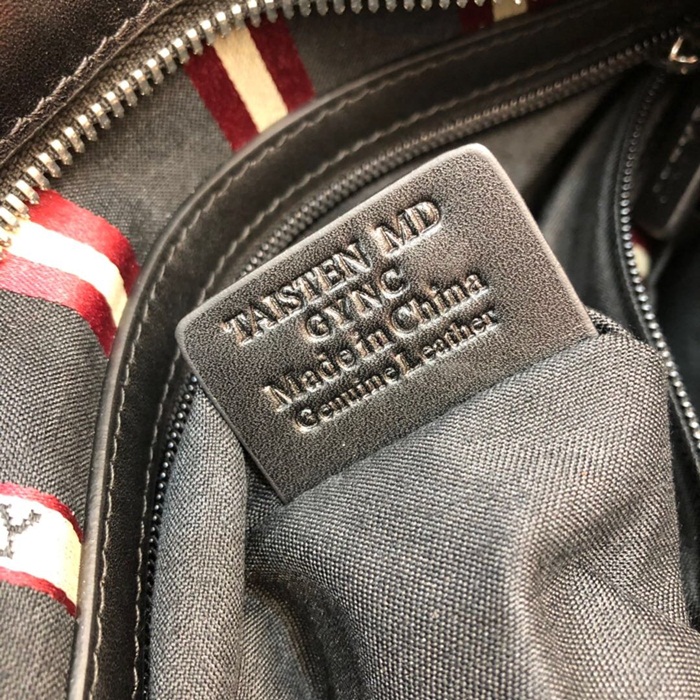 TAISTEN MD
GYNC
Made in China
Genuine Leather
Y